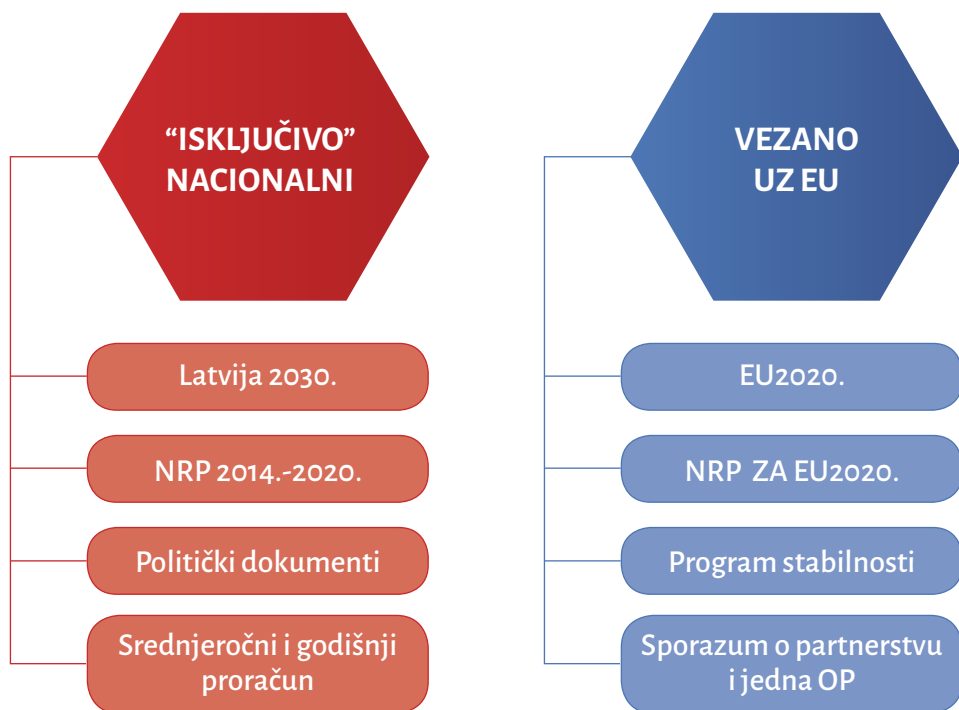 “ISKLJUČIVO”
NACIONALNI
Latvija 2030.
NRP 2014.-2020.
Politički dokumenti
Srednjeročni i godišnji
proračun
VEZANO
UZ EU
EU2020.
NRP ZA EU2020.
Program stabilnosti
Sporazum o partnerstvu
i jedna OP